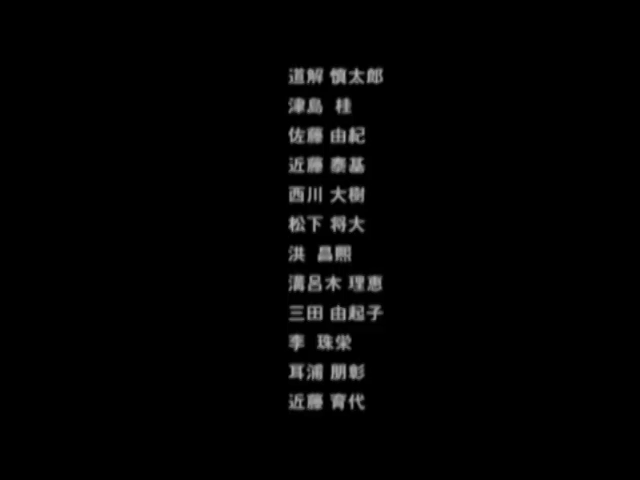 道解 慎太郎
津島 桂
佐藤 由紀
近藤 泰基
西川 大樹
松下 将大
洪 昌熙
溝呂木 理恵
三田 由起子
李 珠栄
耳浦 朋彰
近藤 育代